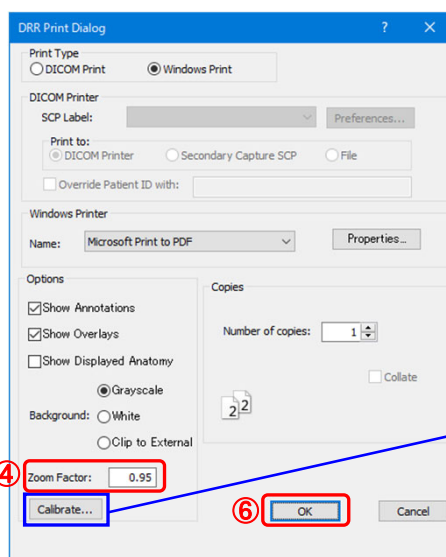 DRR Print Dialog ? ×
Print Type
DICOM Print Windows Print
DICOM Printer
SCP Label: Preferences...
Print to:
DICOM Printer Secondary Capture SCP File
Override Patient ID with:
Windows Printer
Name: Microsoft Print to PDF Properties...
Options
Copies
Show Annotations
Show Overlays
Number of copies: 1
Show Displayed Anatomy
Collate
Grayscale
Background: White
2 2
Clip to External
④ Zoom Factor: 0.95
Calibrate... ⑥ OK Cancel